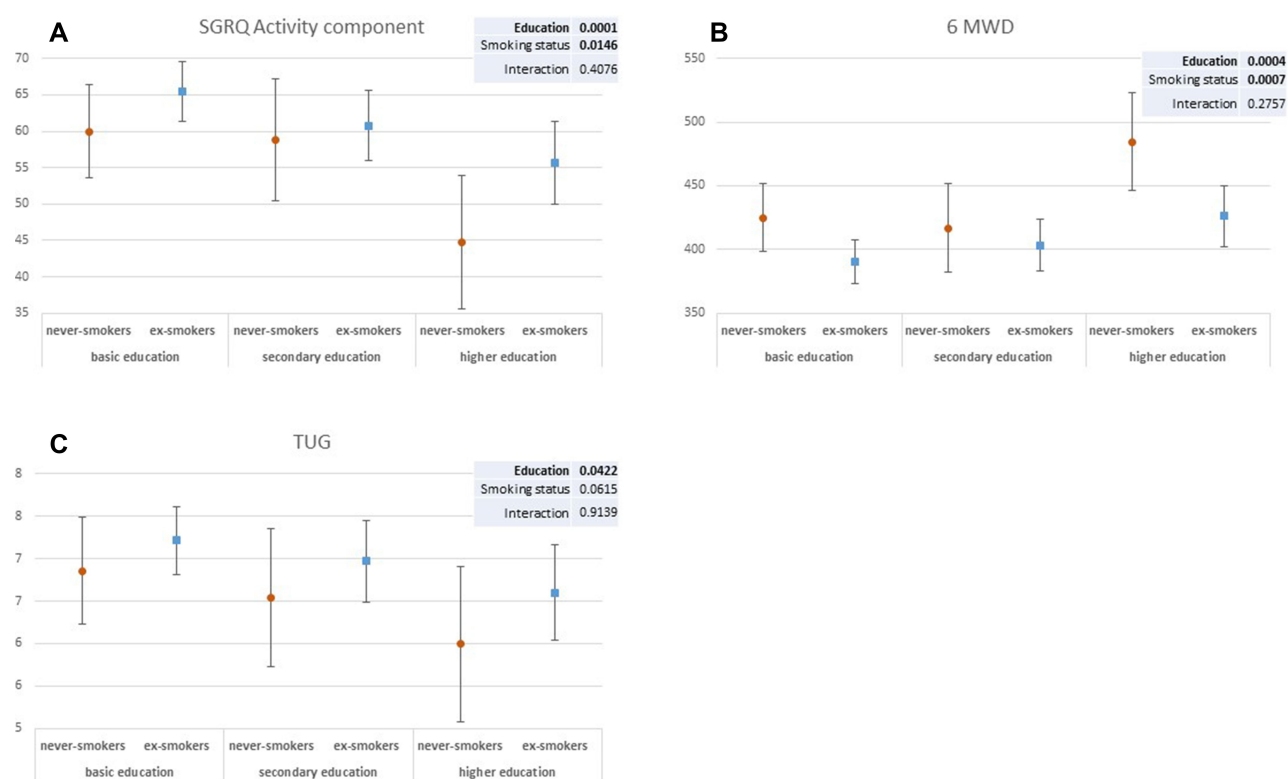 A
SGRQ Activity component
Education 0.0001
Smoking status 0.0146
Interaction 0.4076
70
65
60
55
50
45
40
35
never-smokers ex-smokers never-smokers ex-smokers never-smokers ex-smokers
basic education secondary education higher education
B
6 MWD
Education 0.0004
Smoking status 0.0007
Interaction 0.2757
550
500
450
400
350
never-smokers ex-smokers never-smokers ex-smokers never-smokers ex-smokers
basic education secondary education higher education
C
TUG
Education 0.0422
Smoking status 0.0615
Interaction 0.9139
8
8
7
7
6
6
5
never-smokers ex-smokers never-smokers ex-smokers never-smokers ex-smokers
basic education secondary education higher education